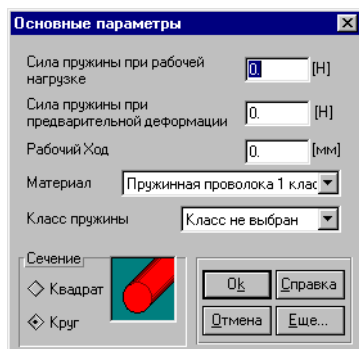 Основные параметры
Сила пружины при рабочей
нагрузке
0.
[Н]
Сила пружины при
предварительной деформации
0.
[Н]
Рабочий Ход
0.
[мм]
Материал
Пружинная проволока 1 клас
Класс пружины
Класс не выбран
Сечение
Квадрат
Круг
Ok
Справка
Отмена
Еще...